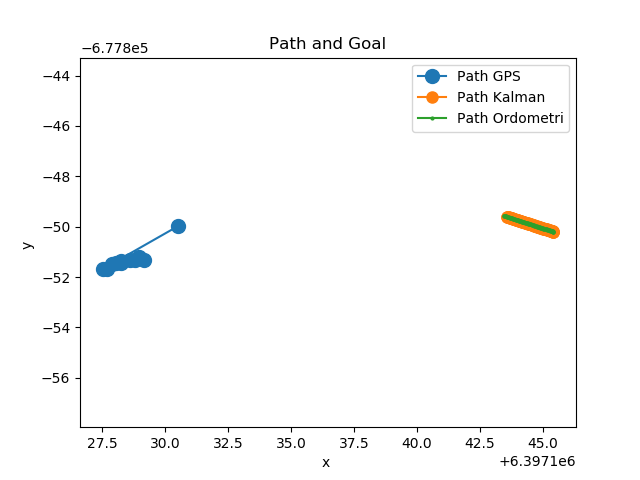 Path and Goal
−6.778e5
Path GPS
Path Kalman
Path Ordometri
y
−44
−46
−48
−50
−52
−54
−56
27.5 30.0 32.5 35.0 37.5 40.0 42.5 45.0
x
+6.3971e6